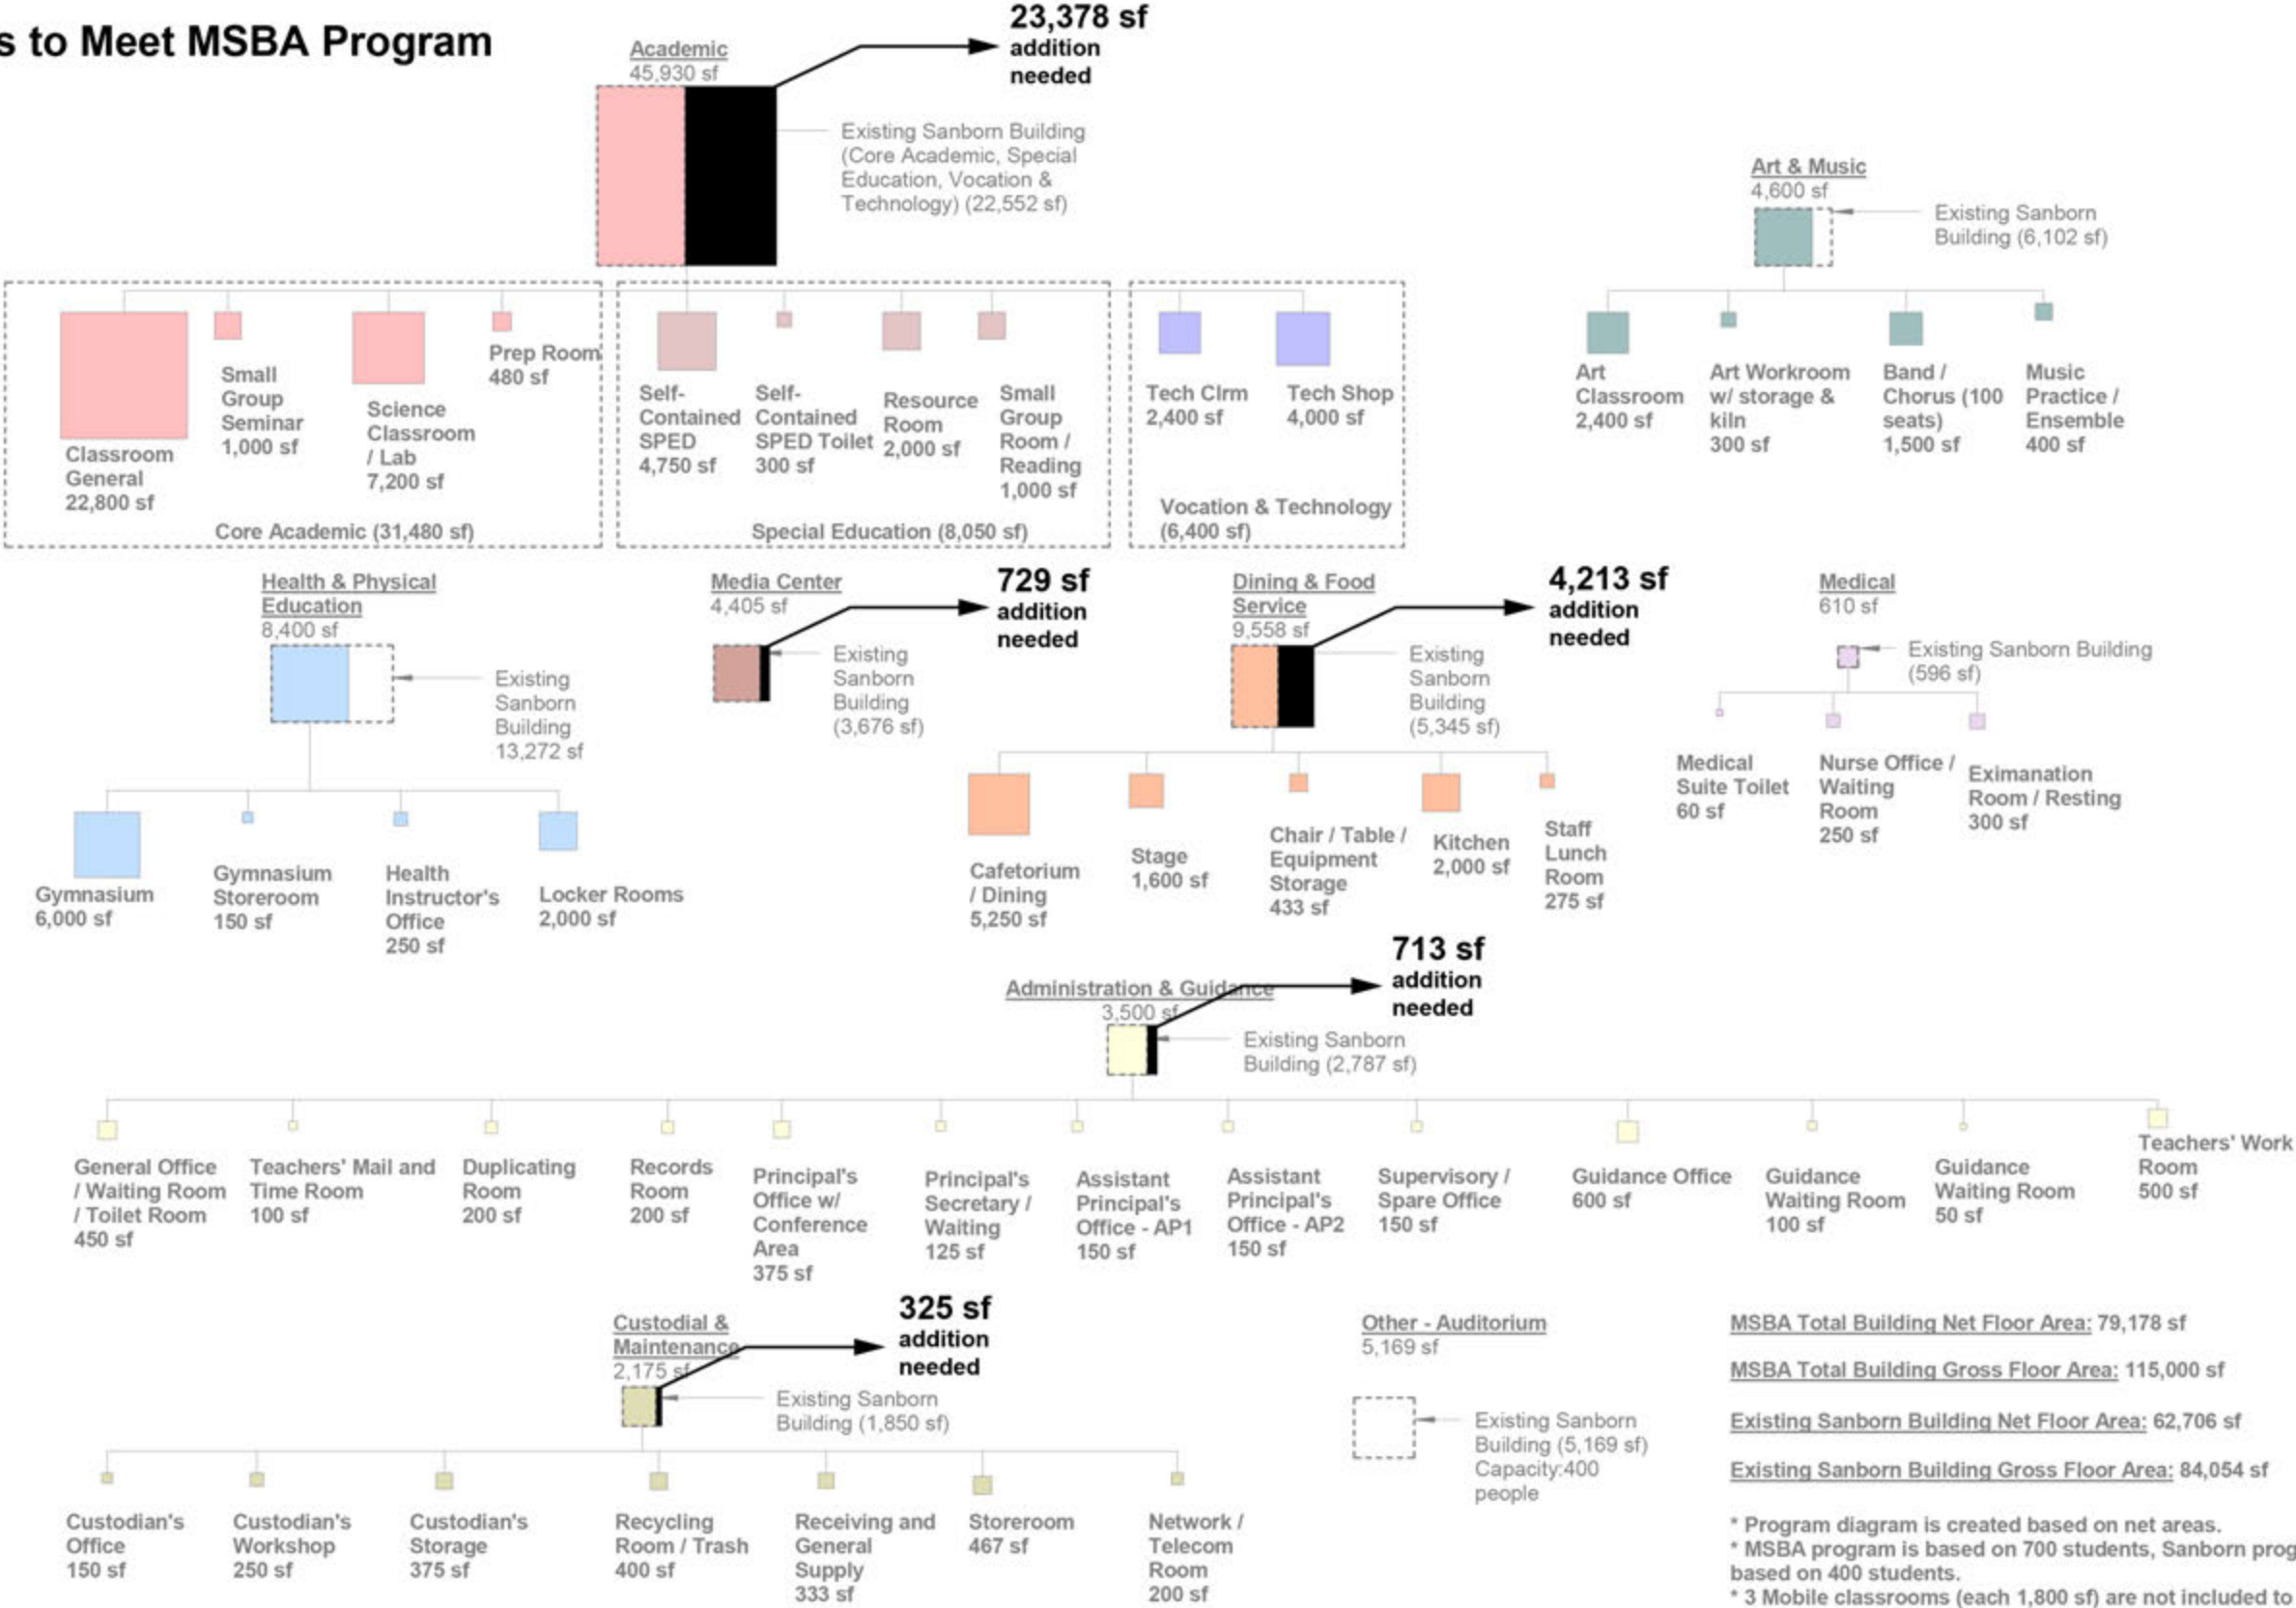 s to Meet MSBA Program
Academic
45,930 sf
23,378 sf
addition
needed
Existing Sanborn Building
(Core Academic, Special
Education, Vocation &
Technology) (22,552 sf)
Art & Music
4,600 sf
Existing Sanborn
Building (6,102 sf)
Classroom
General
22,800 sf
Small
Group
Seminar
1,000 sf
Science
Classroom
/ Lab
7,200 sf
Prep Room
480 sf
Core Academic (31,480 sf)
Self-
Contained
SPED
4,750 sf
Self-
Contained
SPED Toilet
300 sf
Resource
Room
2,000 sf
Small
Group
Room /
Reading
1,000 sf
Special Education (8,050 sf)
Tech Clrm
2,400 sf
Tech Shop
4,000 sf
Vocation & Technology
(6,400 sf)
Art
Classroom
2,400 sf
Art Workroom
w/ storage &
kiln
300 sf
Band /
Chorus (100
seats)
1,500 sf
Music
Practice /
Ensemble
400 sf
Health & Physical
Education
8,400 sf
Existing
Sanborn
Building
13,272 sf
Gymnasium
6,000 sf
Gymnasium
Storeroom
150 sf
Health
Instructor's
Office
250 sf
Locker Rooms
2,000 sf
Media Center
4,405 sf
729 sf
addition
needed
Existing
Sanborn
Building
(3,676 sf)
Dining & Food
Service
9,558 sf
4,213 sf
addition
needed
Existing
Sanborn
Building
(5,345 sf)
Cafetorium
/ Dining
5,250 sf
Stage
1,600 sf
Chair / Table /
Equipment
Storage
433 sf
Kitchen
2,000 sf
Staff
Lunch
Room
275 sf
Medical
610 sf
Existing Sanborn Building
(596 sf)
Medical
Suite Toilet
60 sf
Nurse Office /
Waiting
Room
250 sf
Eximanation
Room / Resting
300 sf
Administration & Guidance
3,500 sf
713 sf
addition
needed
Existing Sanborn
Building (2,787 sf)
General Office
/ Waiting Room
/ Toilet Room
450 sf
Teachers' Mail and
Time Room
100 sf
Duplicating
Room
200 sf
Records
Room
200 sf
Principal's
Office w/
Conference
Area
375 sf
Principal's
Secretary /
Waiting
125 sf
Assistant
Principal's
Office - AP1
150 sf
Assistant
Principal's
Office - AP2
150 sf
Supervisory /
Spare Office
150 sf
Guidance Office
600 sf
Guidance
Waiting Room
100 sf
Guidance
Waiting Room
50 sf
Teachers' Work
Room
500 sf
Custodial &
Maintenance
2,175 sf
325 sf
addition
needed
Existing Sanborn
Building (1,850 sf)
Custodian's
Office
150 sf
Custodian's
Workshop
250 sf
Custodian's
Storage
375 sf
Recycling
Room / Trash
400 sf
Receiving and
General
Supply
333 sf
Storeroom
467 sf
Network /
Telecom
Room
200 sf
Other - Auditorium
5,169 sf
Existing Sanborn
Building (5,169 sf)
Capacity:400
people
MSBA Total Building Net Floor Area: 79,178 sf
MSBA Total Building Gross Floor Area: 115,000 sf
Existing Sanborn Building Net Floor Area: 62,706 sf
Existing Sanborn Building Gross Floor Area: 84,054 sf
* Program diagram is created based on net areas.
* MSBA program is based on 700 students, Sanborn prog
based on 400 students.
* 3 Mobile classrooms (each 1,800 sf) are not included to